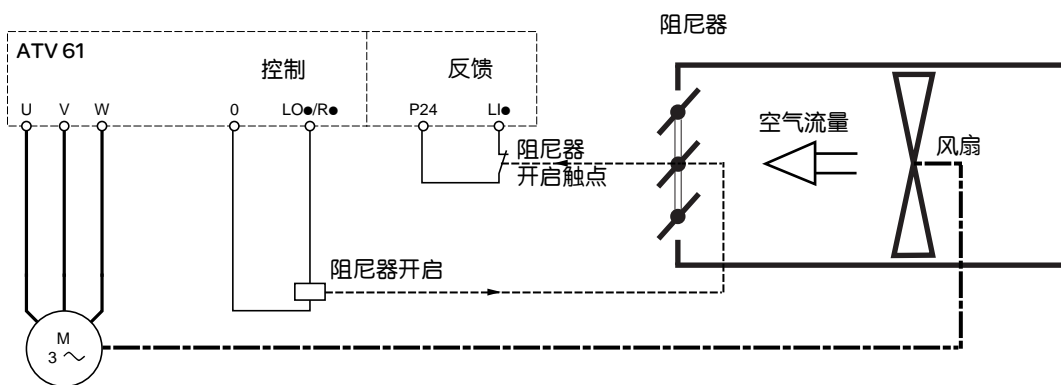 阻尼器
ATV 61
控制
反馈
U V W 0 LO●/R● P24 LI●
空气流量
风扇
阻尼器
开启触点
阻尼器开启
M
3 ~